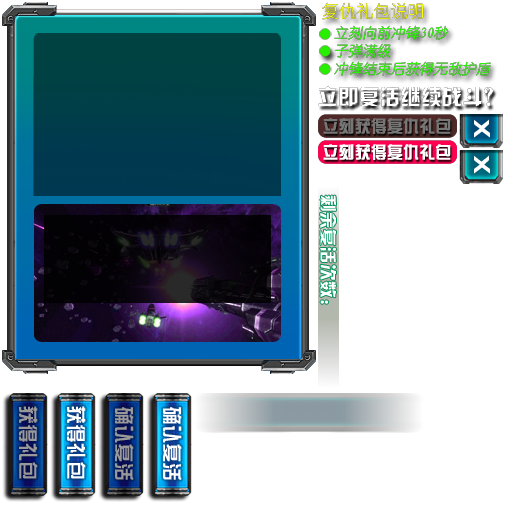 复仇礼包说明
立刻向前冲锋30秒
子弹满级
冲锋结束后获得无敌护盾
立即复活继续战斗?
立刻获得复仇礼包
立刻获得复仇礼包
剩余复活次数:
获得礼包
获得礼包
确认复活
确认复活